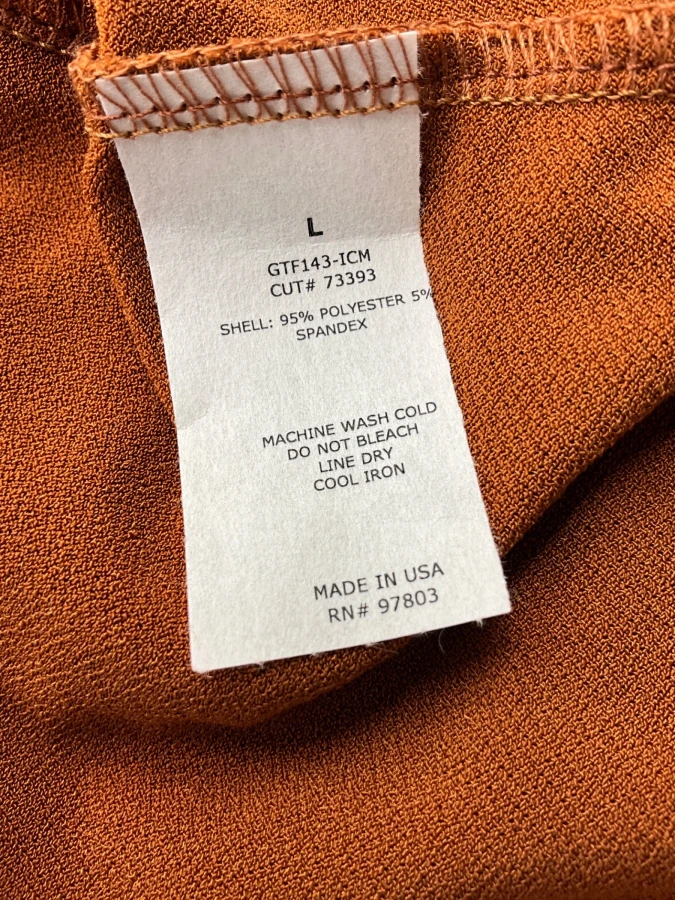 L
GTF143-ICM
CUT# 73393
SHELL: 95% POLYESTER 5%
SPANDEX
MACHINE WASH COLD
DO NOT BLEACH
LINE DRY
COOL IRON
MADE IN USA
RN# 97803